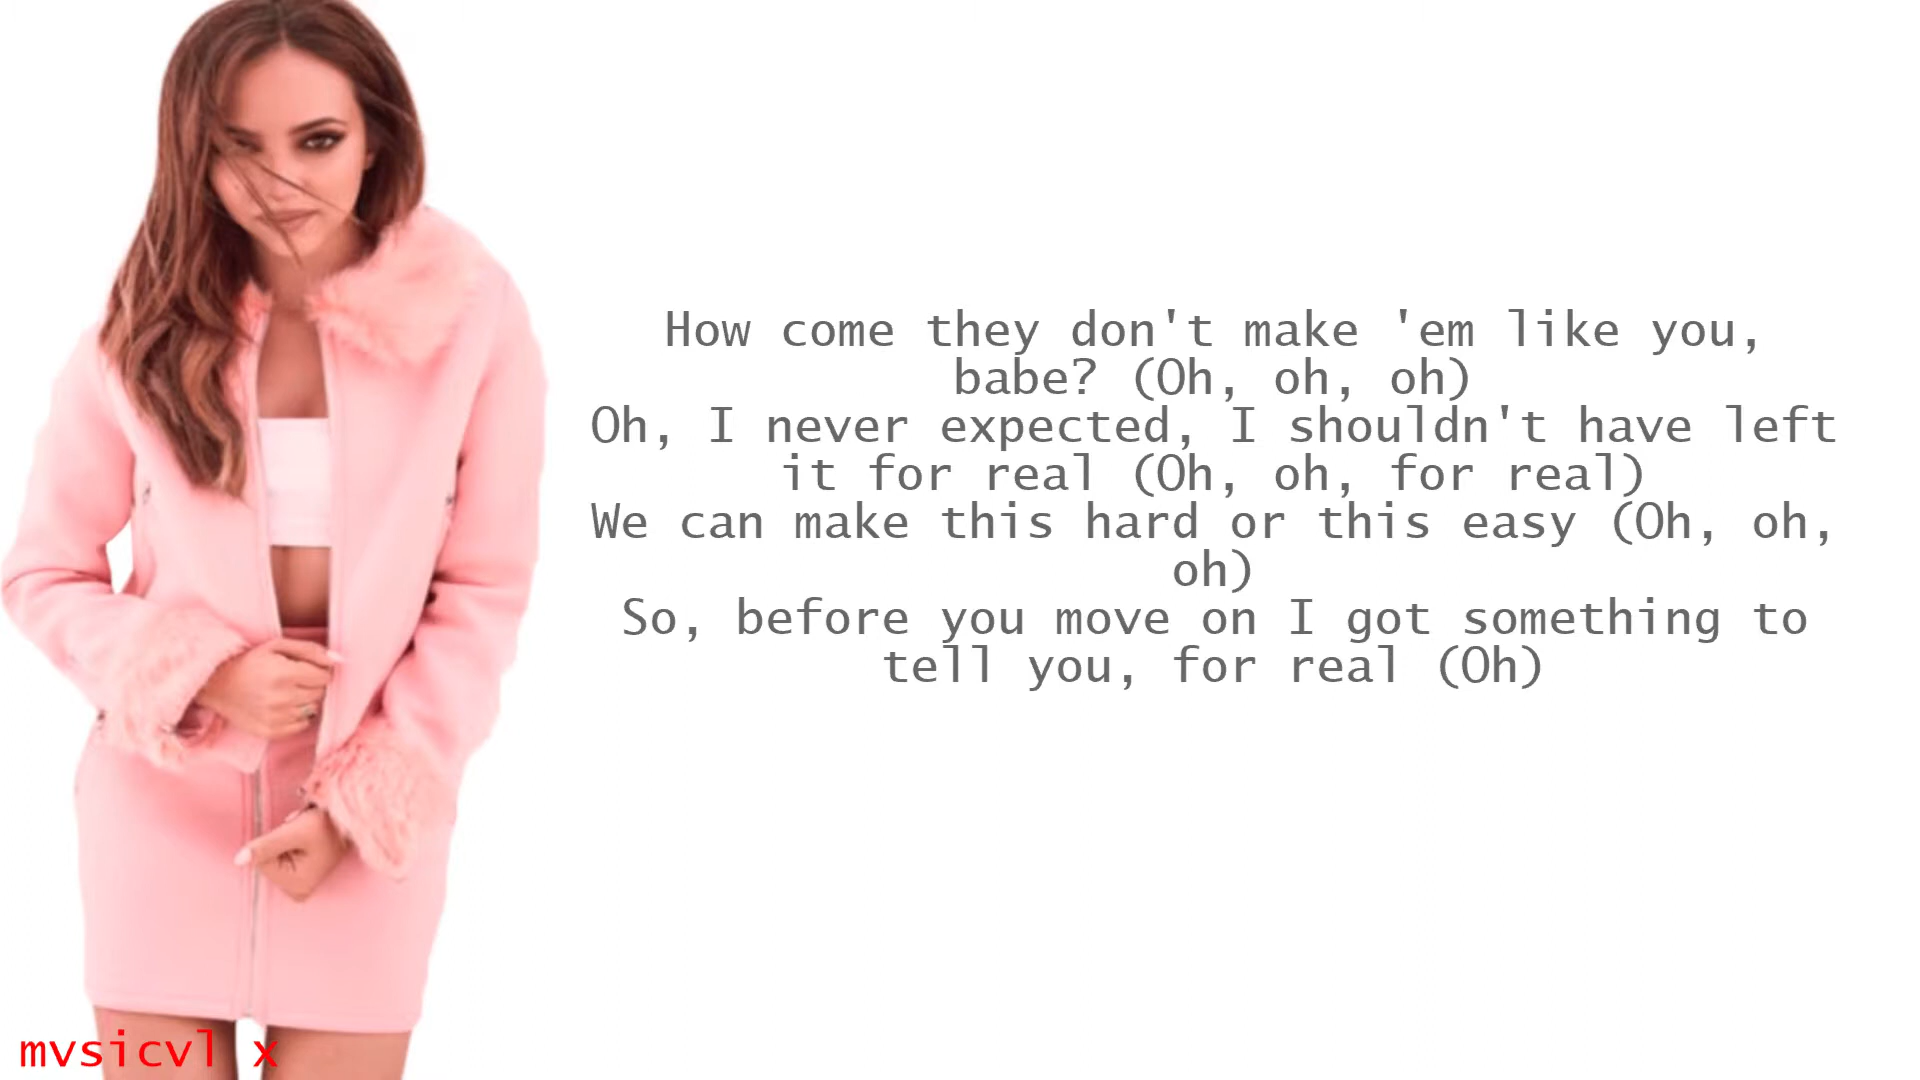 How come they don't make 'em like you,
babe? (Oh, oh, oh)
Oh, I never expected, I shouldn't have left
it for real (Oh, oh, for real)
We can make this hard or this easy (Oh, oh,
oh)
So, before you move on I got something to
tell you, for real (Oh)
mvsicvl x